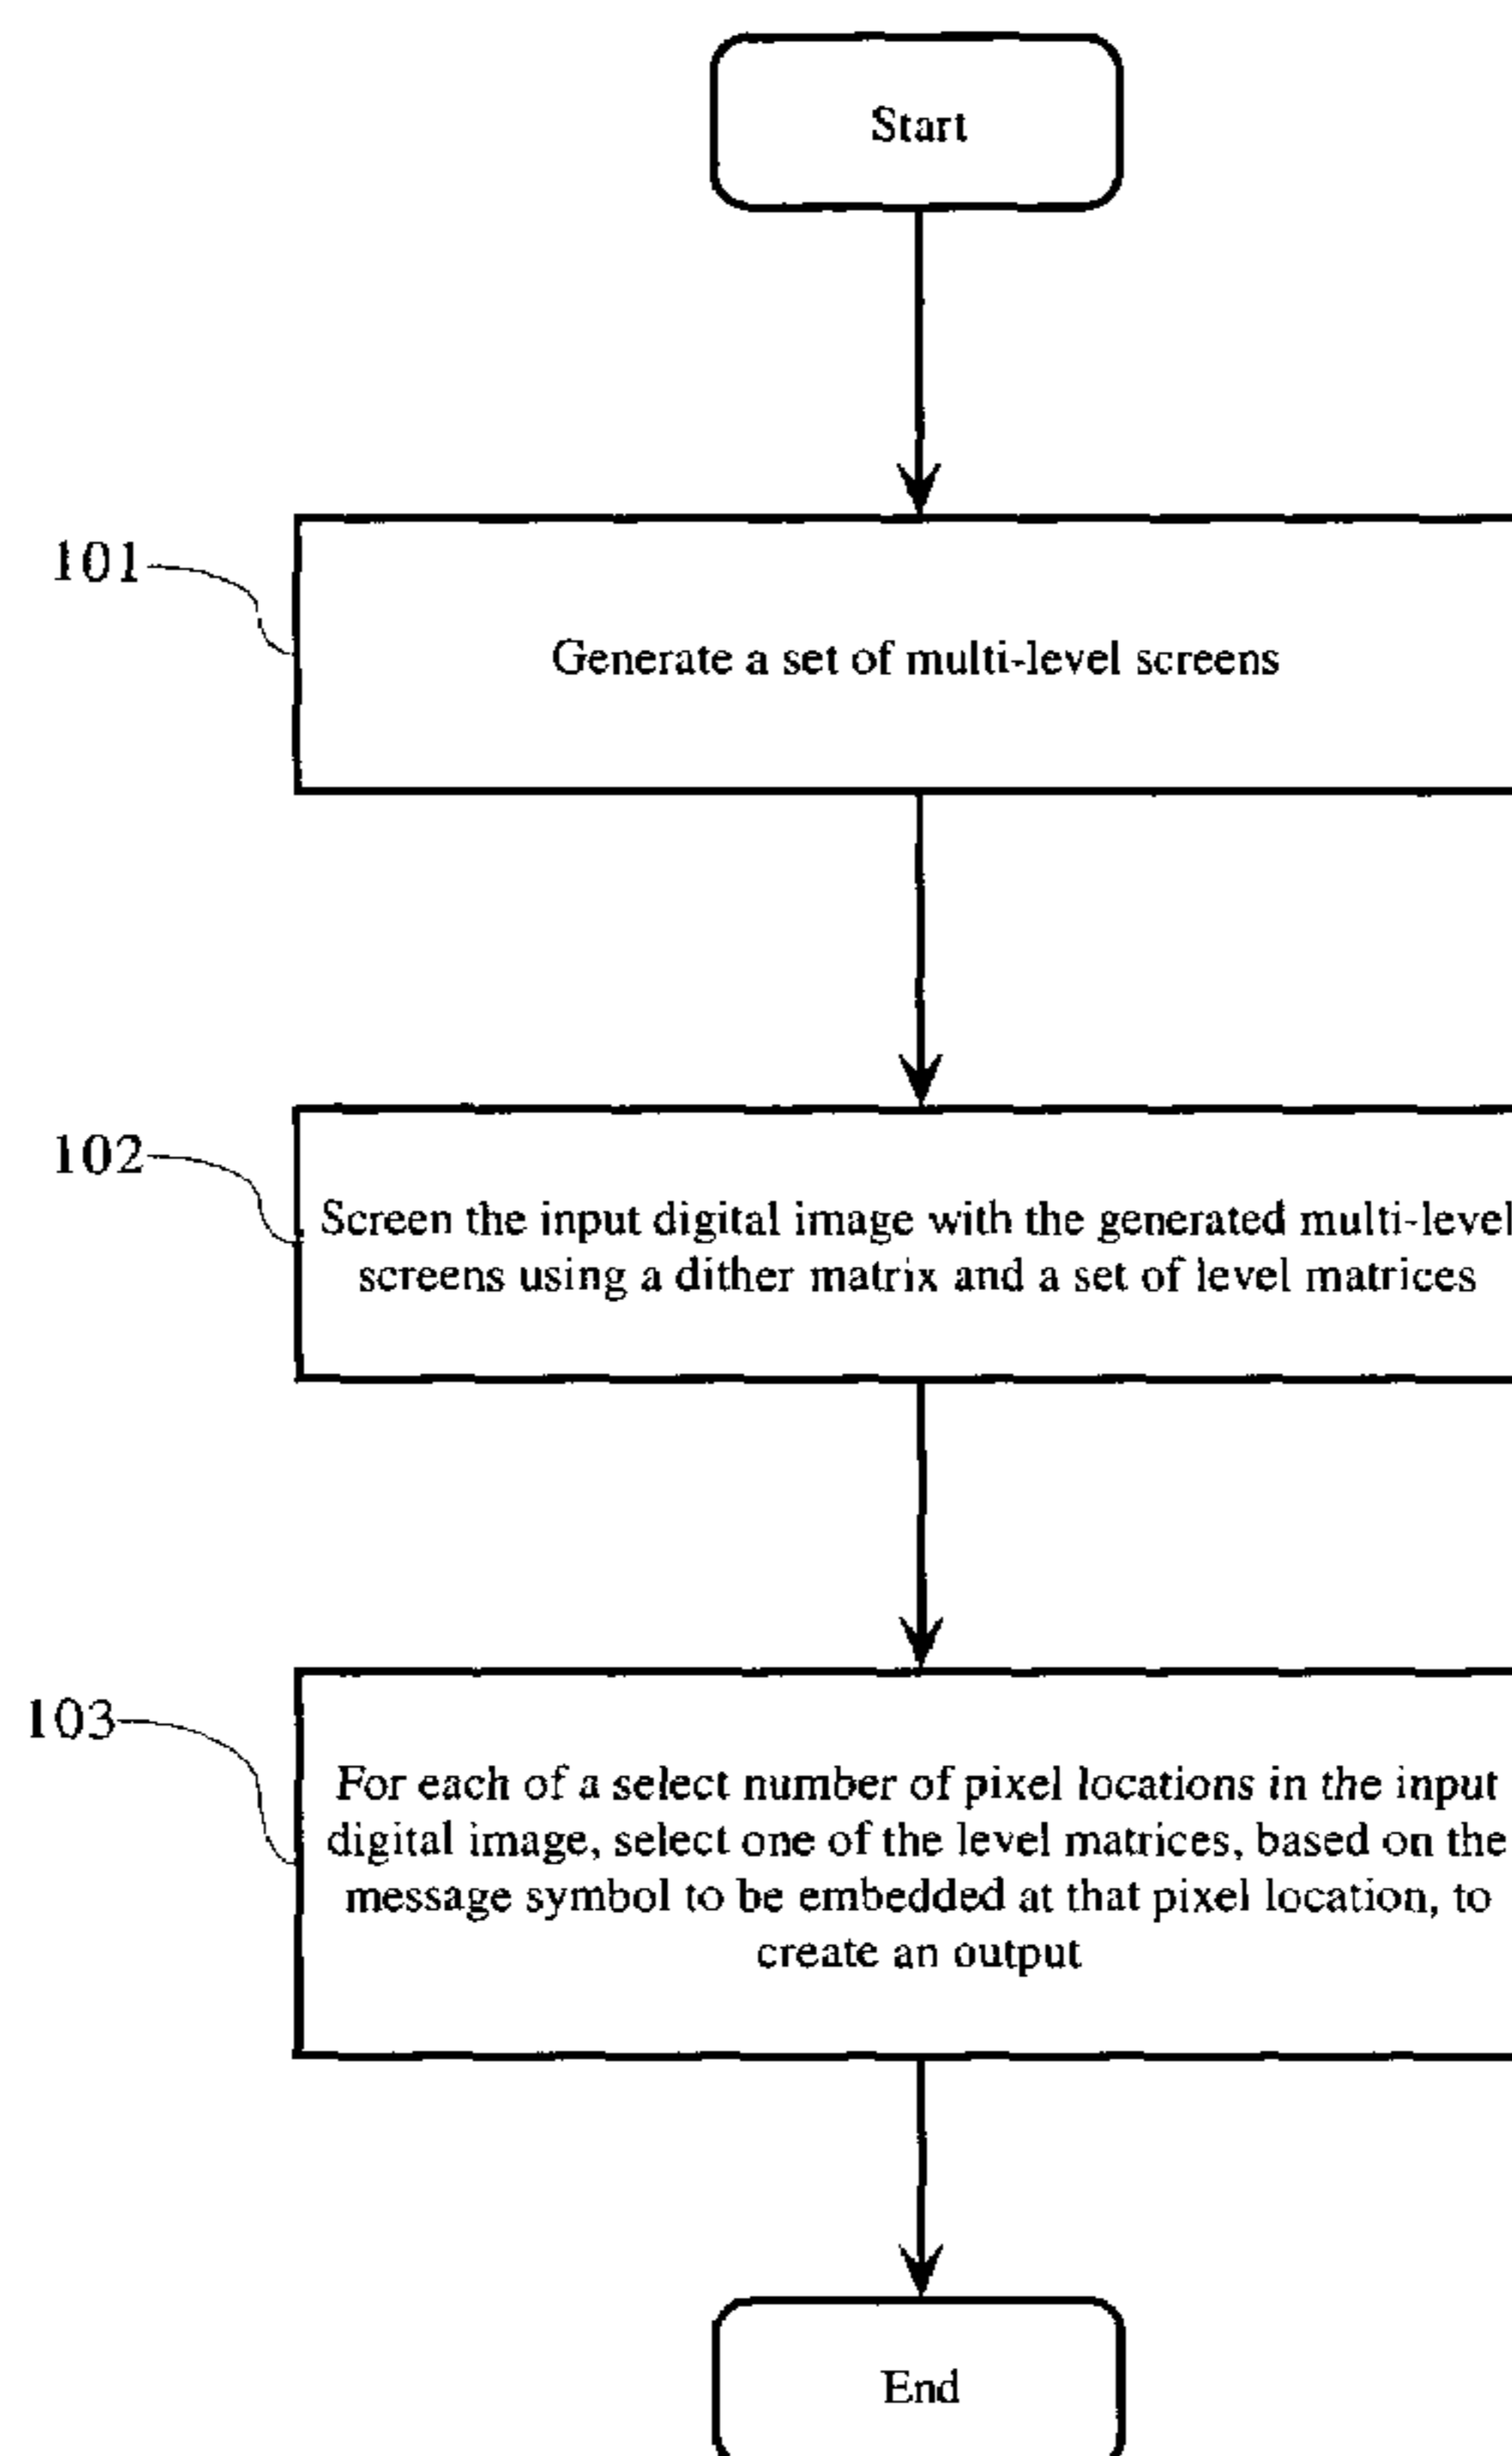 Start
101
Generate a set of multi-level screens
102
Screen the input digital image with the generated multi-level
screens using a dither matrix and a set of level matrices
103
For each of a select number of pixel locations in the input
digital image, select one of the level matrices, based on the
message symbol to be embedded at that pixel location, to
create an output
End